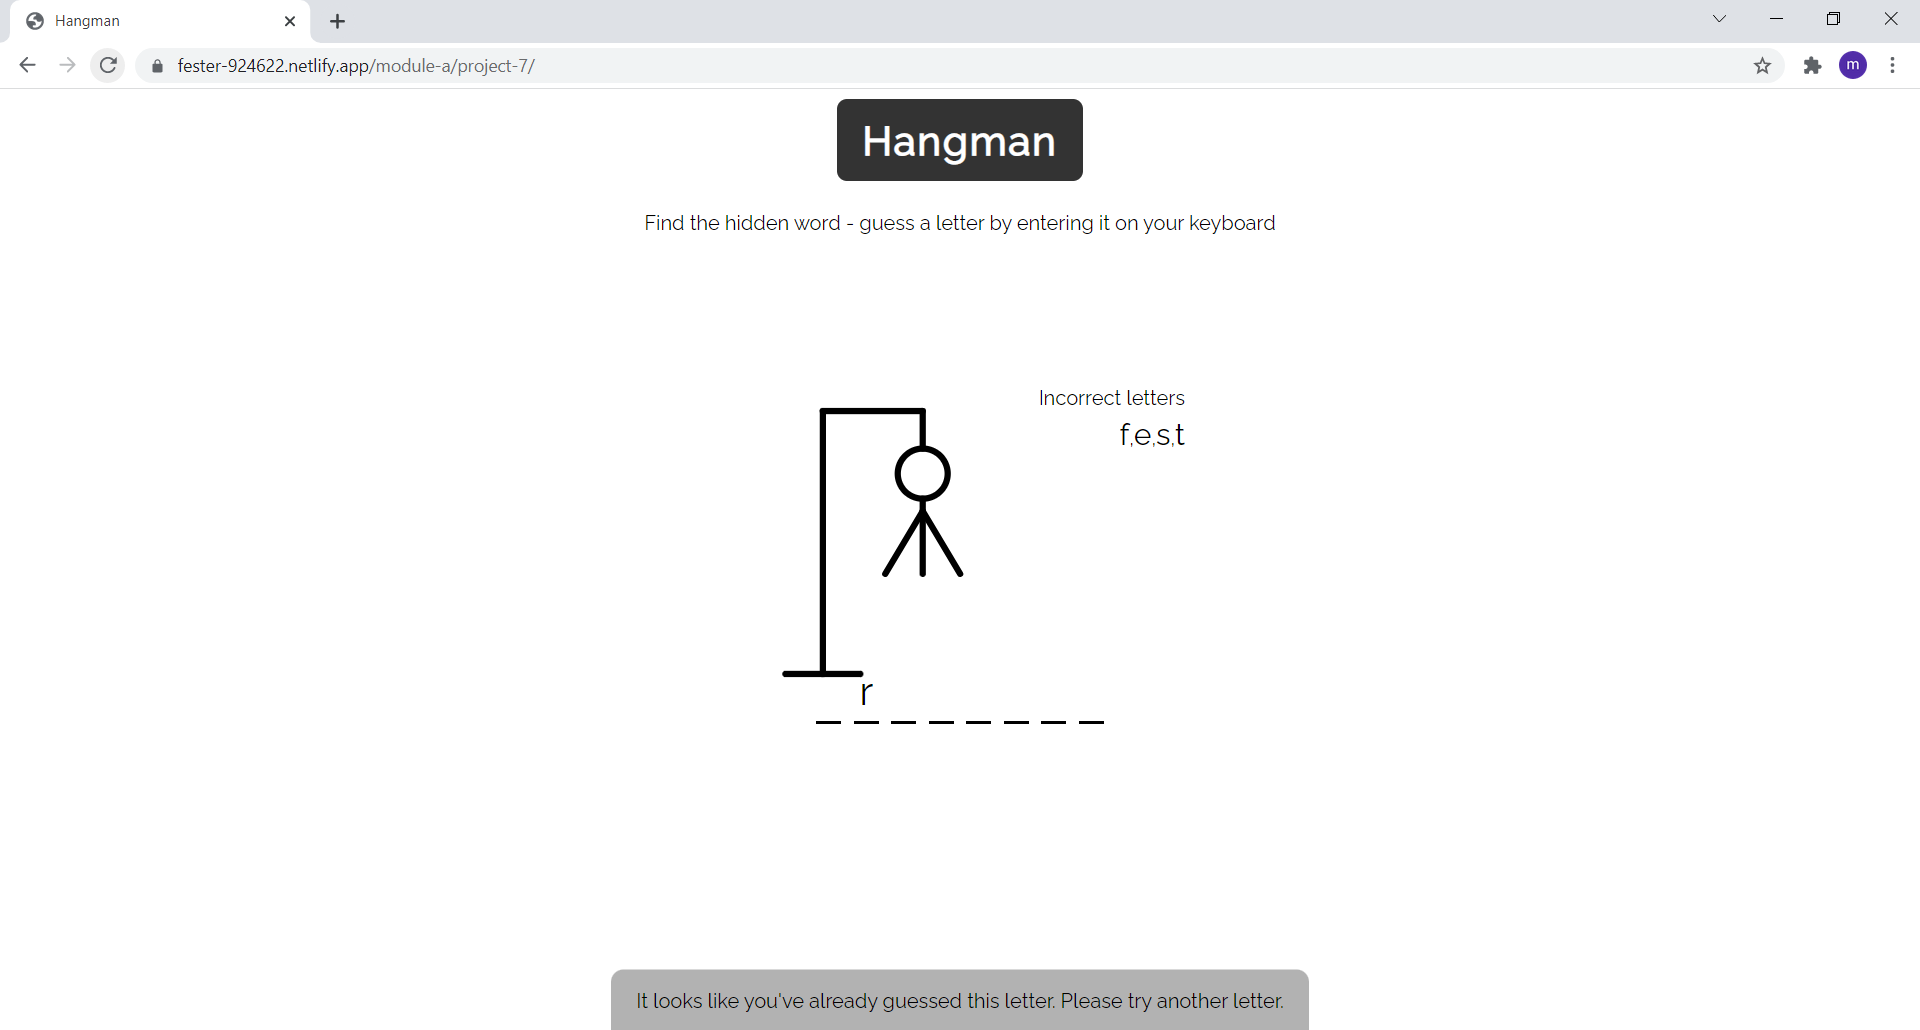 Hangman
fester-924622.netlify.app/module-a/project-7/
m
Hangman
Find the hidden word - guess a letter by entering it on your keyboard
Incorrect letters
f,e,s,t
r
It looks like you've already guessed this letter. Please try another letter.